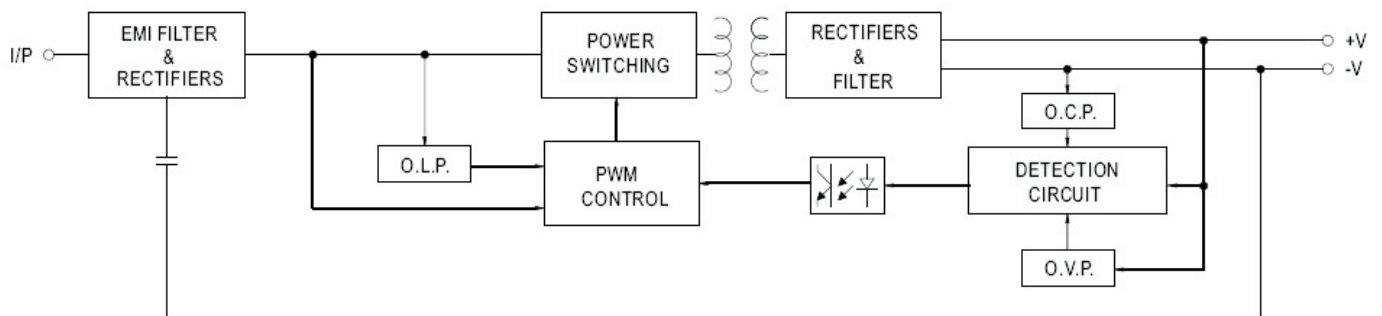 I/P
EMI FILTER
&
RECTIFIERS
POWER
SWITCHING
RECTIFIERS
&
FILTER
+V
-V
O.C.P.
O.L.P.
PWM
CONTROL
DETECTION
CIRCUIT
O.V.P.